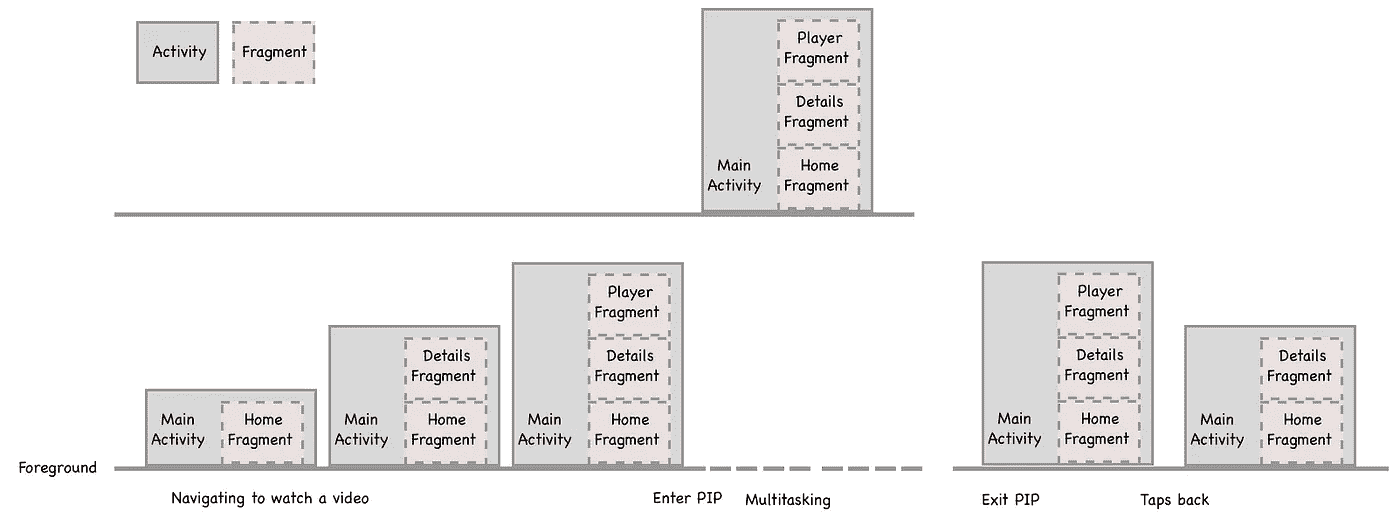 Activity
Fragment
Player
Fragment
Details
Fragment
Main
Activity
Home
Fragment
Main
Activity
Home
Fragment
Details
Fragment
Main
Activity
Home
Fragment
Player
Fragment
Details
Fragment
Main
Activity
Home
Fragment
Player
Fragment
Details
Fragment
Main
Activity
Home
Fragment
Details
Fragment
Main
Activity
Home
Fragment
Foreground
Navigating to watch a video
Enter PIP
Multitasking
Exit PIP
Taps back